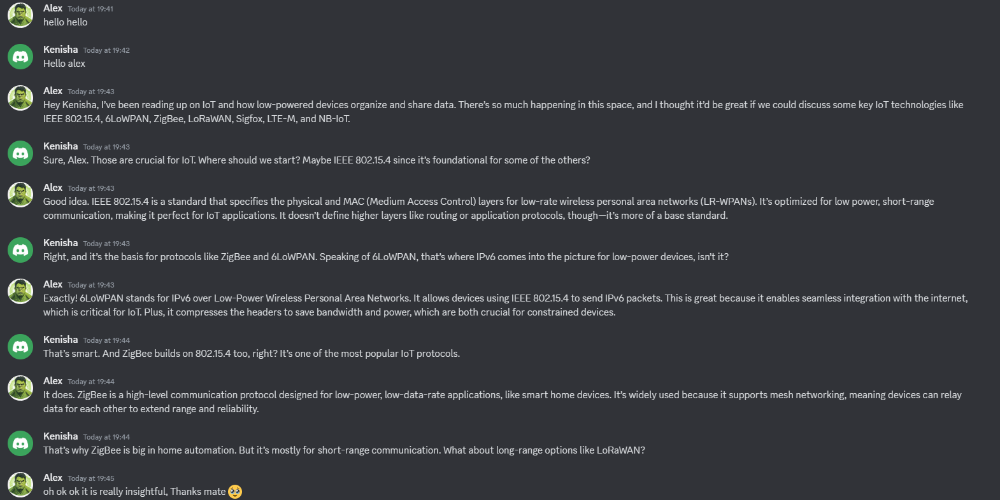 Alex Today at 19:41
hello hello
Kenisha Today at 19:42
Hello alex
Alex Today at 19:43
Hey Kenisha, I’ve been reading up on IoT and how low-powered devices organize and share data. There’s so much happening in this space, and I thought it’d be great if we could discuss some key IoT technologies like
IEEE 802.15.4, 6LoWPAN, ZigBee, LoRaWAN, Sigfox, LTE-M, and NB-IoT.
Kenisha Today at 19:43
Sure, Alex. Those are crucial for IoT. Where should we start? Maybe IEEE 802.15.4 since it’s foundational for some of the others?
Alex Today at 19:43
Good idea. IEEE 802.15.4 is a standard that specifies the physical and MAC (Medium Access Control) layers for low-rate wireless personal area networks (LR-WPANs). It’s optimized for low power, short-range
communication, making it perfect for IoT applications. It doesn’t define higher layers like routing or application protocols, though—it’s more of a base standard.
Kenisha Today at 19:43
Right, and it’s the basis for protocols like ZigBee and 6LoWPAN. Speaking of 6LoWPAN, that’s where IPv6 comes into the picture for low-power devices, isn’t it?
Alex Today at 19:43
Exactly! 6LoWPAN stands for IPv6 over Low-Power Wireless Personal Area Networks. It allows devices using IEEE 802.15.4 to send IPv6 packets. This is great because it enables seamless integration with the internet,
which is critical for IoT. Plus, it compresses the headers to save bandwidth and power, which are both crucial for constrained devices.
Kenisha Today at 19:44
That’s smart. And ZigBee builds on 802.15.4 too, right? It’s one of the most popular IoT protocols.
Alex Today at 19:44
It does. ZigBee is a high-level communication protocol designed for low-power, low-data-rate applications, like smart home devices. It’s widely used because it supports mesh networking, meaning devices can relay
data for each other to extend range and reliability.
Kenisha Today at 19:44
That’s why ZigBee is big in home automation. But it’s mostly for short-range communication. What about long-range options like LoRaWAN?
Alex Today at 19:45
oh ok ok it is really insightful, Thanks mate 🥹